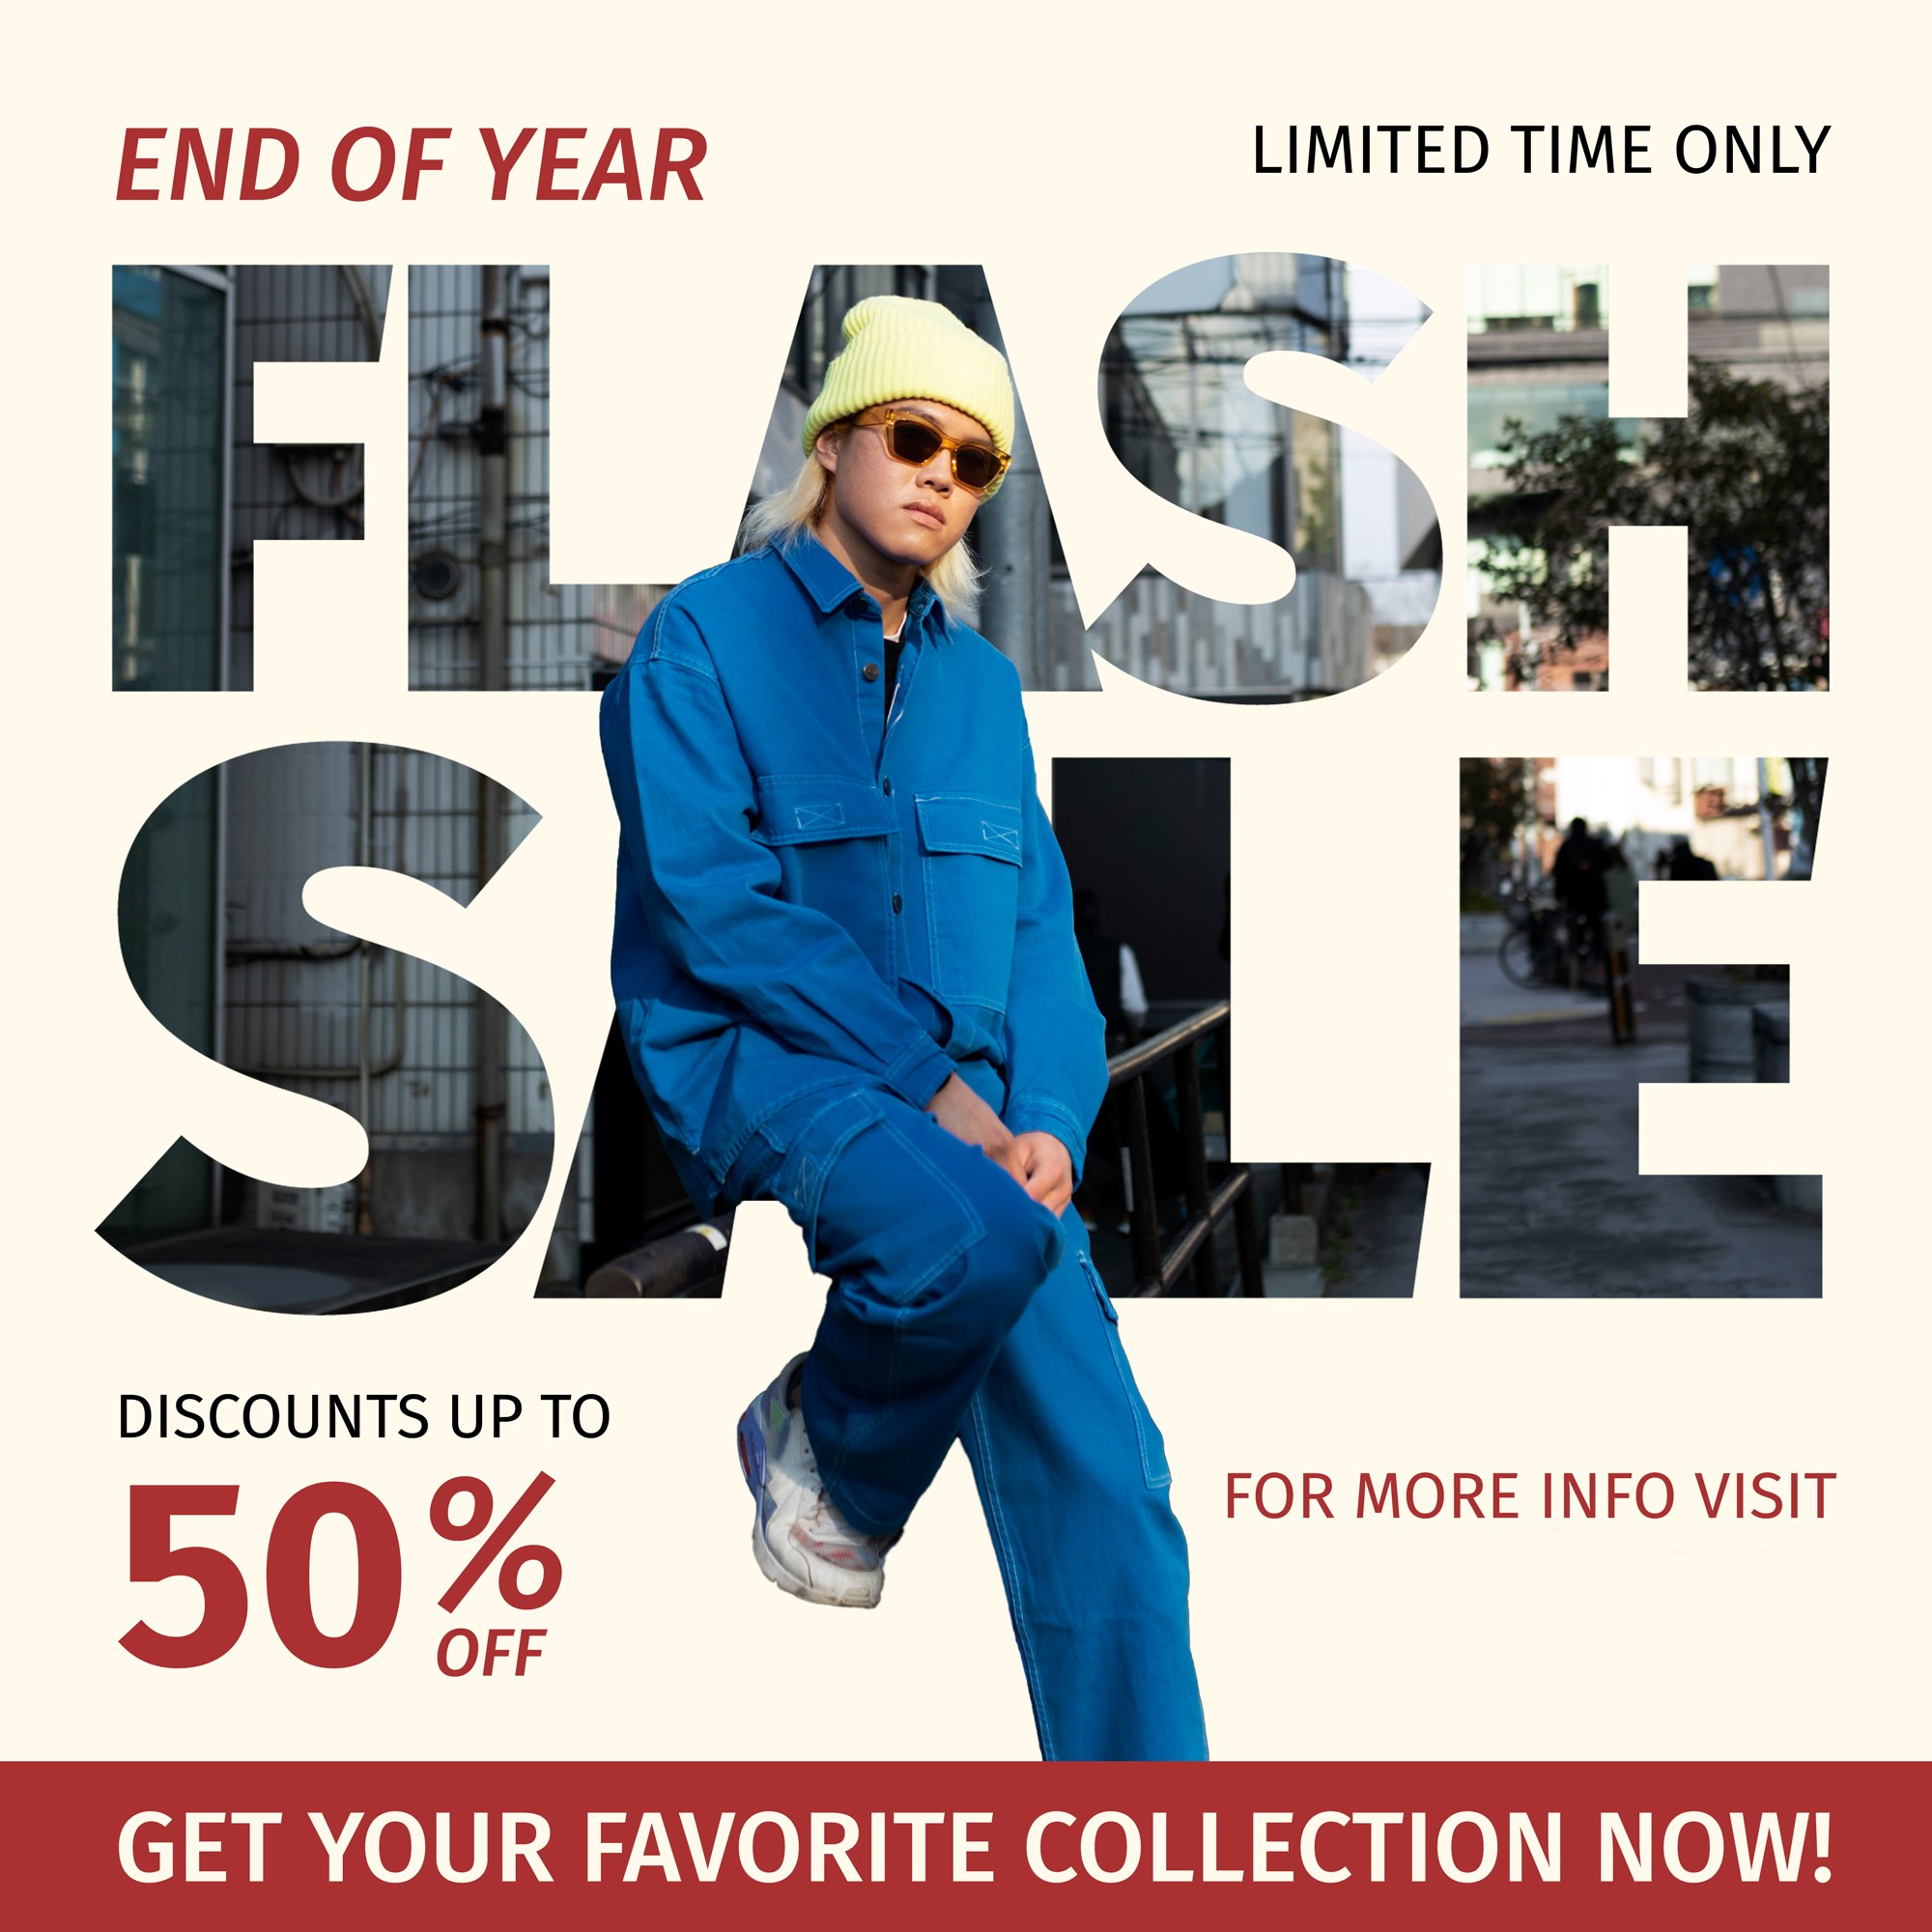 END OF YEAR
LIMITED TIME ONLY
FLASH
SALE
DISCOUNTS UP TO
50%
OFF
FOR MORE INFO VISIT
GET YOUR FAVORITE COLLECTION NOW!